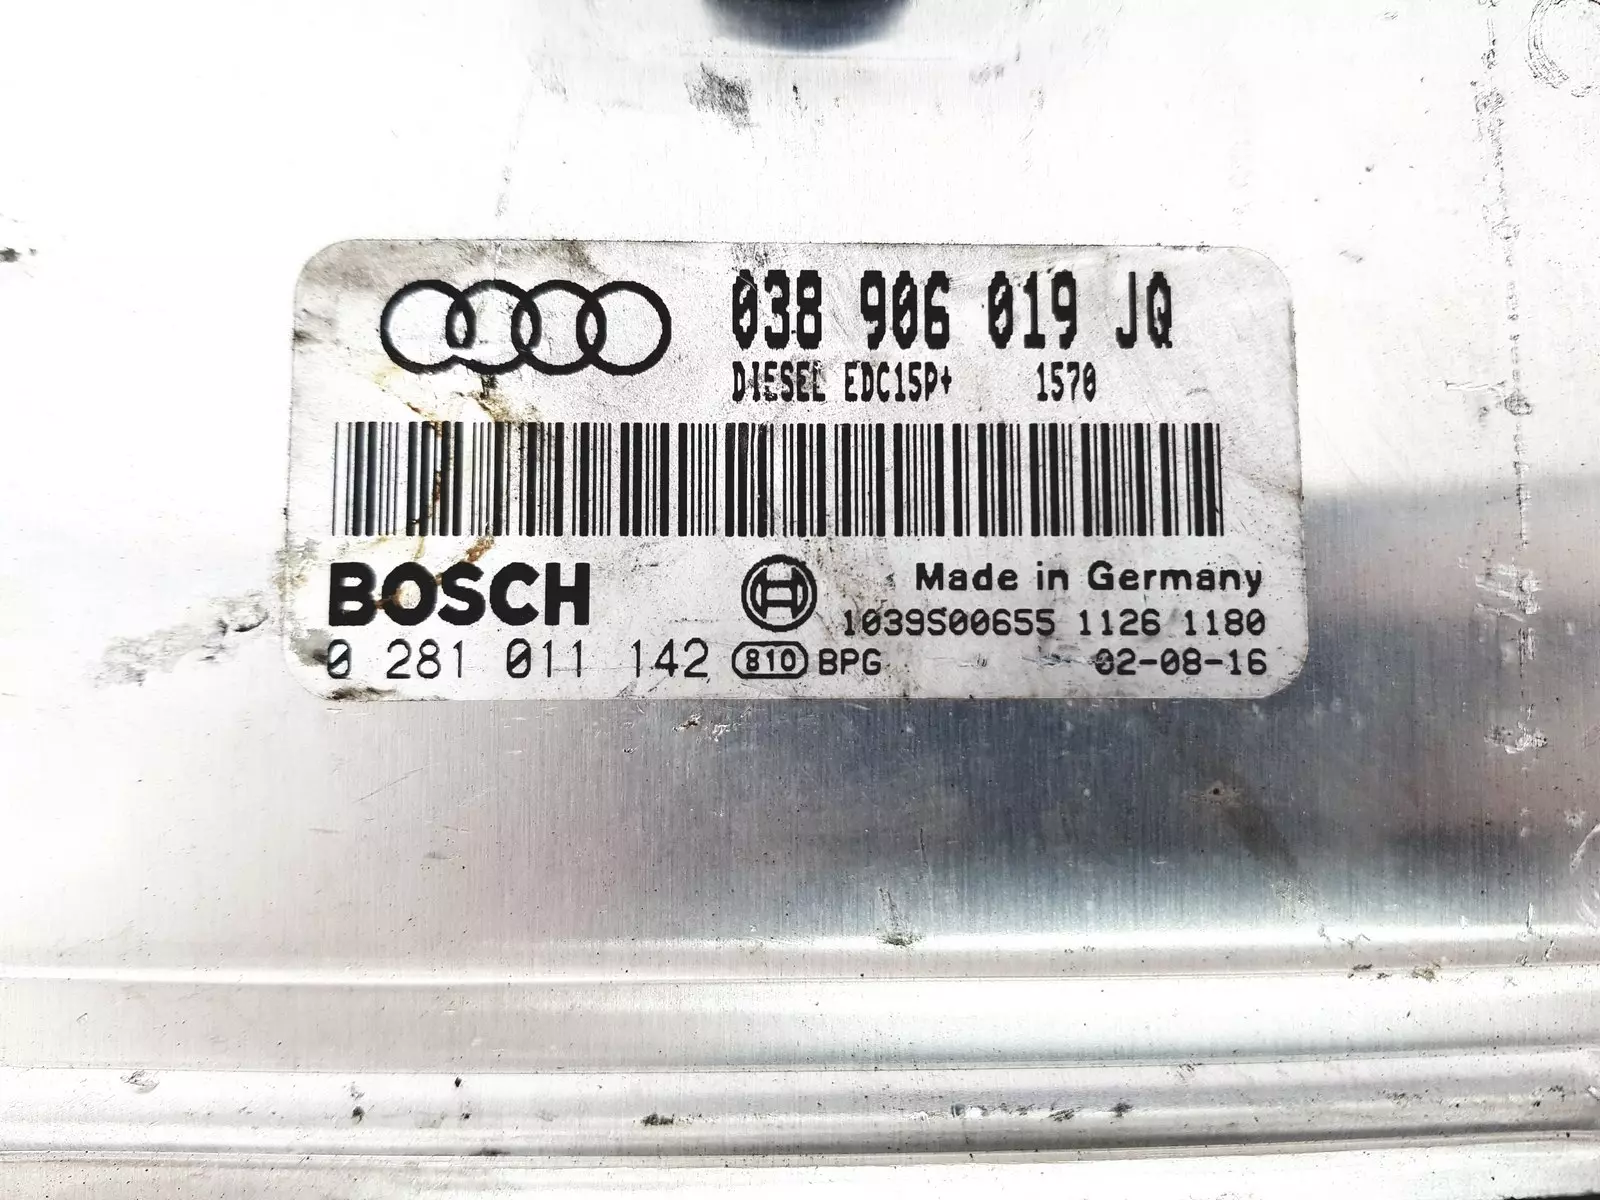 038 906 019 JQ
DIESEL EDC15P+ 1570
BOSCH
Made in Germany
1039S00655 1126 1180
0 281 011 142 810 BPG 02-08-16